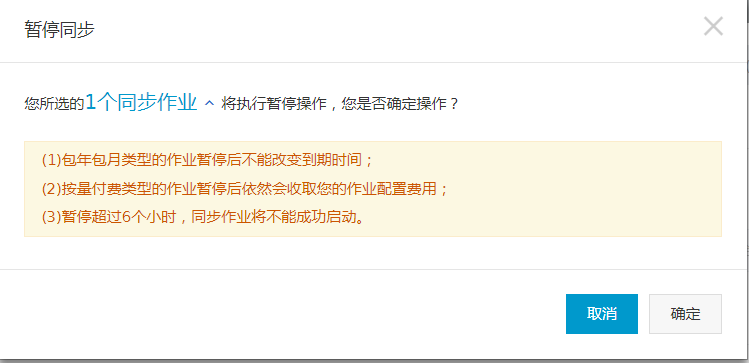 暂停同步
您所选的1个同步作业 将执行暂停操作，您是否确定操作？
(1)包年包月类型的作业暂停后不能改变到期时间；
(2)按量付费类型的作业暂停后依然会收取您的作业配置费用；
(3)暂停超过6个小时，同步作业将不能成功启动。
取消 确定